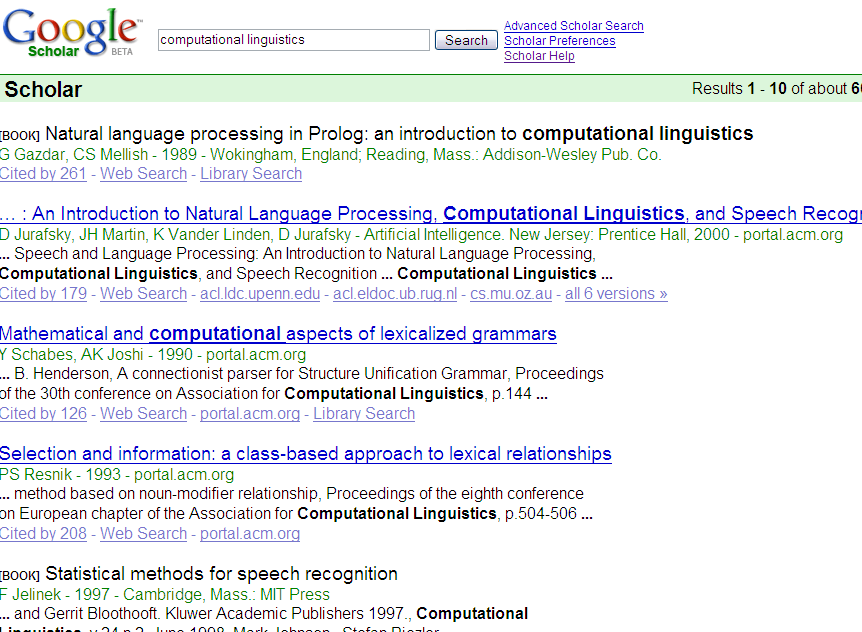 Google™
Scholar BETA
computational linguistics
Search
Advanced Scholar Search
Scholar Preferences
Scholar Help
Scholar
Results 1 - 10 of about
[BOOK] Natural language processing in Prolog: an introduction to computational linguistics
G Gazdar, CS Mellish - 1989 - Wokingham, England; Reading, Mass.: Addison-Wesley Pub. Co.
Cited by 261 - Web Search - Library Search
... : An Introduction to Natural Language Processing, Computational Linguistics, and Speech Recogn
D Jurafsky, JH Martin, K Vander Linden, D Jurafsky - Artificial Intelligence. New Jersey: Prentice Hall, 2000 - portal.acm.org
... Speech and Language Processing: An Introduction to Natural Language Processing,
Computational Linguistics, and Speech Recognition ... Computational Linguistics ...
Cited by 179 - Web Search - acl.ldc.upenn.edu - acl.eldoc.ub.rug.nl - cs.mu.oz.au - all 6 versions »
Mathematical and computational aspects of lexicalized grammars
Y Schabes, AK Joshi - 1990 - portal.acm.org
... B. Henderson, A connectionist parser for Structure Unification Grammar, Proceedings
of the 30th conference on Association for Computational Linguistics, p.144 ...
Cited by 126 - Web Search - portal.acm.org - Library Search
Selection and information: a class-based approach to lexical relationships
PS Resnik - 1993 - portal.acm.org
... method based on noun-modifier relationship, Proceedings of the eighth conference
on European chapter of the Association for Computational Linguistics, p.504-506 ...
Cited by 208 - Web Search - portal.acm.org
[BOOK] Statistical methods for speech recognition
F Jelinek - 1997 - Cambridge, Mass.: MIT Press
... and Gerrit Bloothooft. Kluwer Academic Publishers 1997., Computational
Linguistics, v.24 n.2, June 1998. Mark Johnson, Stefan Riezler